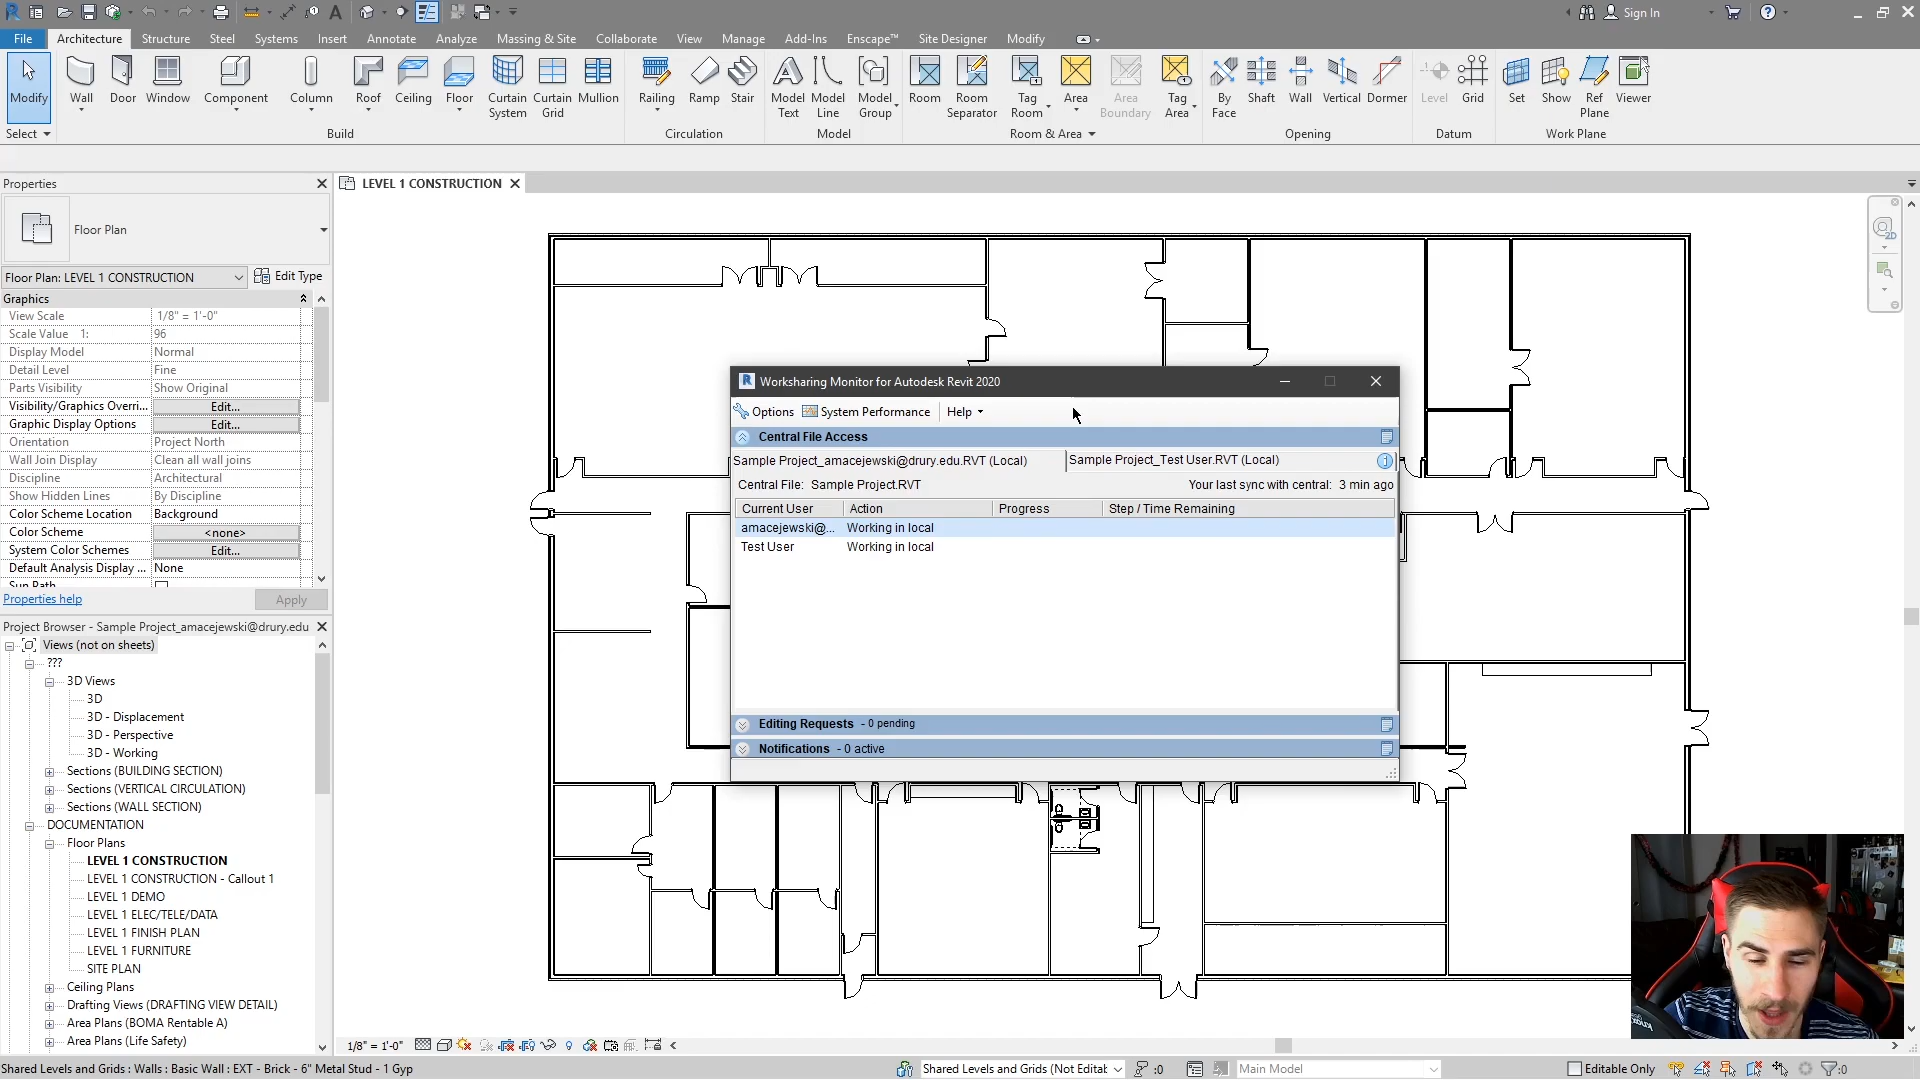 Sign In
File Architecture Structure Steel Systems Insert Annotate Analyze Massing & Site Collaborate View Manage Add-Ins Enscape™ Site Designer Modify
Modify Wall Door Window Component Column Roof Ceiling Floor Curtain System Curtain Grid Mullion Railing Ramp Stair Model Text Model Line Model Group Room Room Separator Tag Room Area Area Boundary Tag Area By Face Shaft Wall Vertical Dormer Level Grid Set Show Ref Plane Viewer
Select Build Circulation Model Room & Area Opening Datum Work Plane
Properties
LEVEL 1 CONSTRUCTION
Floor Plan
Floor Plan: LEVEL 1 CONSTRUCTION Edit Type
Graphics
View Scale 1/8" = 1'-0"
Scale Value 1: 96
Display Model Normal
Detail Level Fine
Parts Visibility Show Original
Visibility/Graphics Overri... Edit...
Graphic Display Options Edit...
Orientation Project North
Wall Join Display Clean all wall joins
Discipline Architectural
Show Hidden Lines By Discipline
Color Scheme Location Background
Color Scheme <none>
System Color Schemes Edit...
Default Analysis Display ... None
Sun Path
Properties help Apply
Project Browser - Sample Project_amacejewski@drury.edu
Views (not on sheets)
???
3D Views
3D
3D - Displacement
3D - Perspective
3D - Working
Sections (BUILDING SECTION)
Sections (VERTICAL CIRCULATION)
Sections (WALL SECTION)
DOCUMENTATION
Floor Plans
LEVEL 1 CONSTRUCTION
LEVEL 1 CONSTRUCTION - Callout 1
LEVEL 1 DEMO
LEVEL 1 ELEC/TELE/DATA
LEVEL 1 FINISH PLAN
LEVEL 1 FURNITURE
SITE PLAN
Ceiling Plans
Drafting Views (DRAFTING VIEW DETAIL)
Area Plans (BOMA Rentable A)
Area Plans (Life Safety)
Worksharing Monitor for Autodesk Revit 2020
Options System Performance Help
Central File Access
Sample Project_amacejewski@drury.edu.RVT (Local) Sample Project_Test User.RVT (Local)
Central File: Sample Project.RVT Your last sync with central: 3 min ago
Current User Action Progress Step / Time Remaining
amacejewski@... Working in local
Test User Working in local
Editing Requests - 0 pending
Notifications - 0 active
2D
1/8" = 1'-0"
Shared Levels and Grids : Walls : Basic Wall : EXT - Brick - 6" Metal Stud - 1 Gyp
Shared Levels and Grids (Not Editab :0 Main Model Editable Only :0